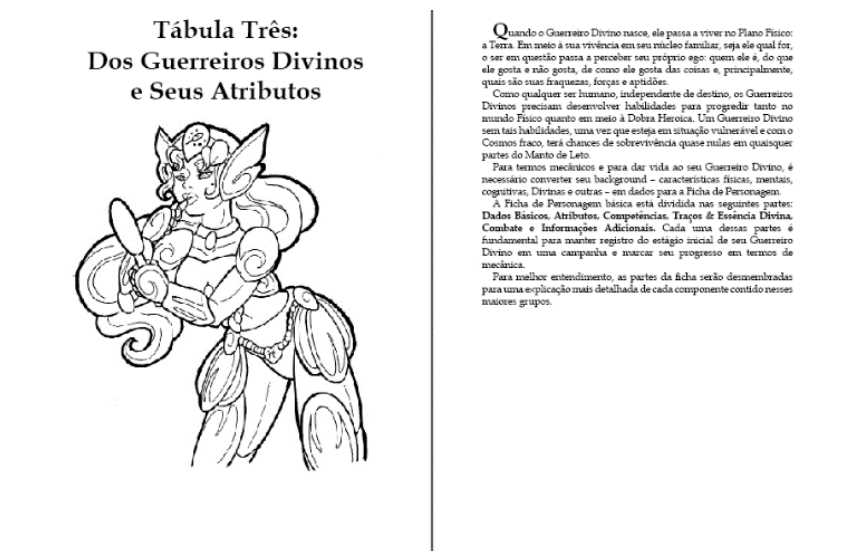 Tábula Três:
Dos Guerreiros Divinos
e Seus Atributos
Quando o Guerreiro Divino nasce, ele passa a viver no Plano Físico:
a Terra. Em meio à sua vivência em seu núcleo familiar, seja ele qual for,
o ser em questão passa a perceber seu próprio ego: quem ele é, do que
ele gosta e não gosta, de como ele gosta das coisas e, principalmente,
quais são suas fraquezas, forças e aptidões.
Como qualquer ser humano, independente de destino, os Guerreiros
Divinos precisam desenvolver habilidades para progredir tanto no
mundo Físico quanto em meio à Dobra Heroica. Um Guerreiro Divino
sem tais habilidades, uma vez que esteja em situação vulnerável e com o
Cosmos fraco, terá chances de sobrevivência quase nulas em quaisquer
partes do Manto de Leto.
Para termos mecânicos e para dar vida ao seu Guerreiro Divino, é
necessário converter seu background – características físicas, mentais,
cognitivas, Divinas e outras – em dados para a Ficha de Personagem.
A Ficha de Personagem básica está dividida nas seguintes partes:
Dados Básicos, Atributos, Competências, Traços & Essência Divina,
Combate e Informações Adicionais. Cada uma dessas partes é
fundamental para manter registro do estágio inicial de seu Guerreiro
Divino em uma campanha e marcar seu progresso em termos de
mecânica.
Para melhor entendimento, as partes da ficha serão desmembradas
para uma explicação mais detalhada de cada componente contido nesses
maiores grupos.